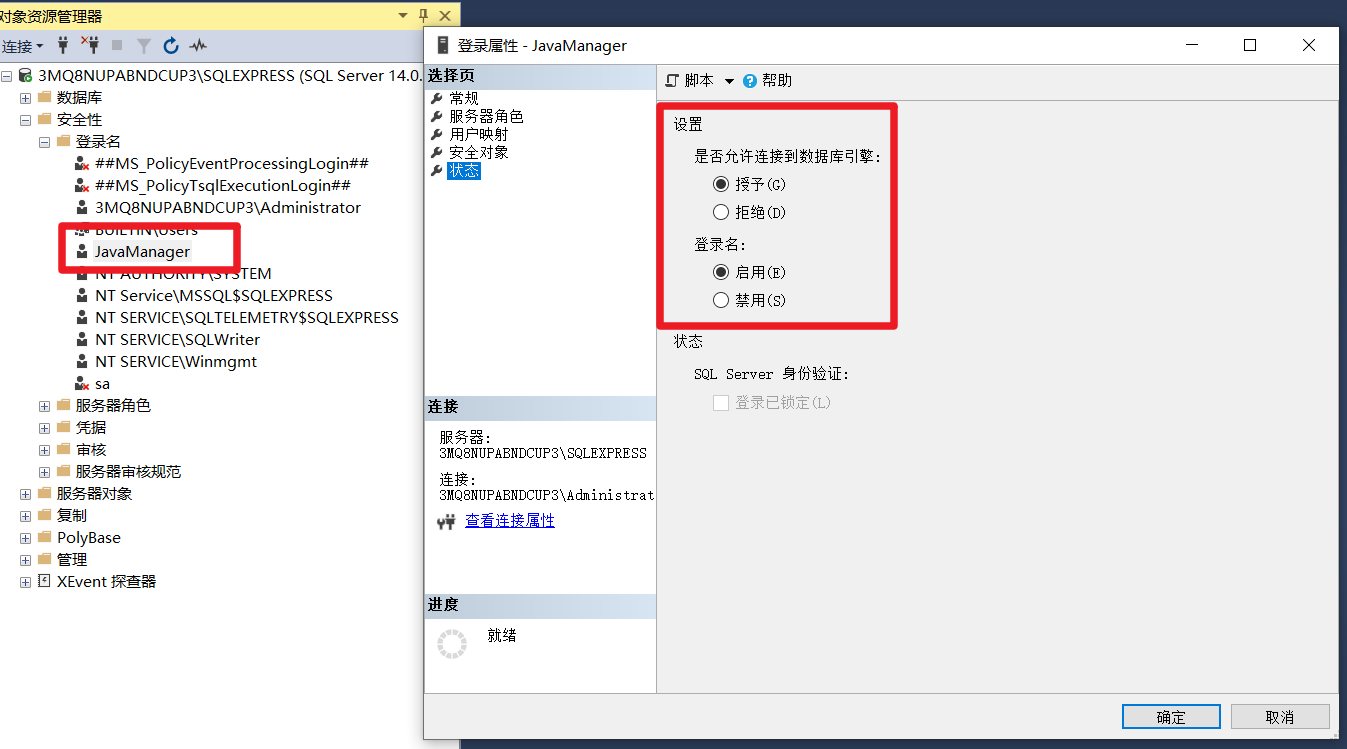 对象资源管理器
连接
3MQ8NUPABNDCUP3\SQLEXPRESS (SQL Server 14.0.
数据库
安全性
登录名
##MS_PolicyEventProcessingLogin##
##MS_PolicyTsqlExecutionLogin##
3MQ8NUPABNDCUP3\Administrator
BUILTIN\Users
JavaManager
NT AUTHORITY\SYSTEM
NT Service\MSSQL$SQLEXPRESS
NT SERVICE\SQLTELEMETRY$SQLEXPRESS
NT SERVICE\SQLWriter
NT SERVICE\Winmgmt
sa
服务器角色
凭据
审核
服务器审核规范
服务器对象
复制
PolyBase
管理
XEvent 探查器
登录属性 - JavaManager
选择页
常规
服务器角色
用户映射
安全对象
状态
连接
服务器:
3MQ8NUPABNDCUP3\SQLEXPRESS
连接:
3MQ8NUPABNDCUP3\Administrat
查看连接属性
进度
就绪
脚本 帮助
设置
是否允许连接到数据库引擎:
授予(G)
拒绝(D)
登录名:
启用(E)
禁用(S)
状态
SQL Server 身份验证:
登录已锁定(L)
确定 取消